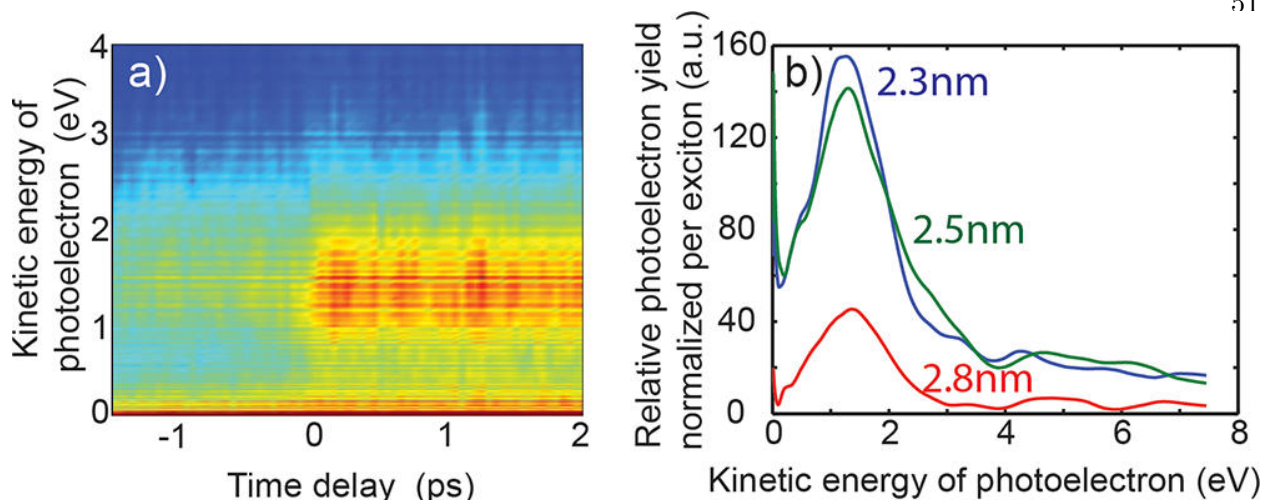 51
a)
Kinetic energy of
photoelectron (eV)
4
3
2
1
0
-1
0
1
2
Time delay (ps)
b)
Relative photoelectron yield
normalized per exciton (a.u.)
160
120
80
40
0
2.3nm
2.5nm
2.8nm
0
2
4
6
8
Kinetic energy of photoelectron (eV)